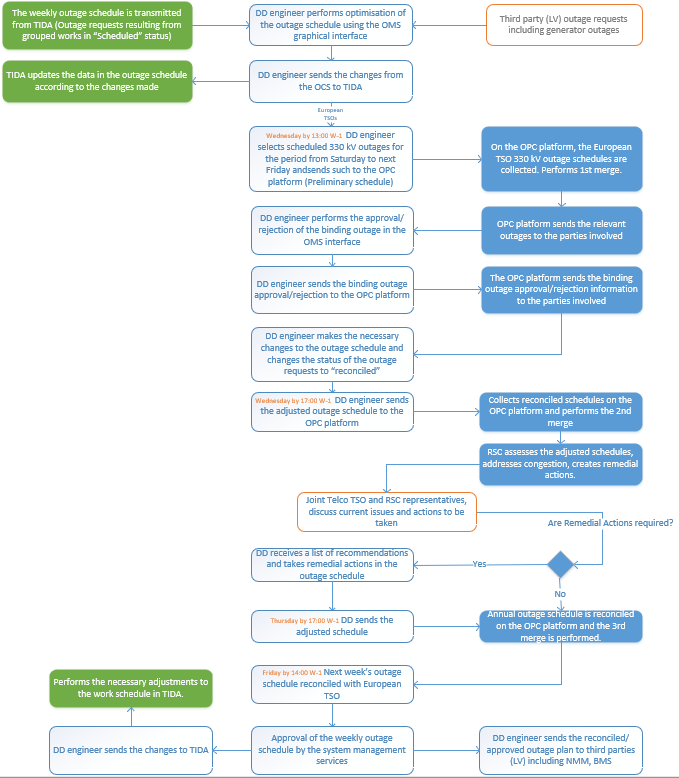 The weekly outage schedule is transmitted
from TIDA (Outage requests resulting from
grouped works in "Scheduled" status)
DD engineer performs optimisation of
the outage schedule using the OMS
graphical interface
Third party (LV) outage requests
including generator outages
TIDA updates the data in the outage schedule
according to the changes made
DD engineer sends the changes from
the OCS to TIDA
European
TSOs
Wednesday by 13:00 W-1 DD engineer
selects scheduled 330 kV outages for
the period from Saturday to next
Friday andsends such to the OPC
platform (Preliminary schedule)
On the OPC platform, the European
TSO 330 kV outage schedules are
collected. Performs 1st merge.
DD engineer performs the approval/
rejection of the binding outage in the
OMS interface
OPC platform sends the relevant
outages to the parties involved
DD engineer sends the binding outage
approval/rejection to the OPC platform
The OPC platform sends the binding
outage approval/rejection information
to the parties involved
DD engineer makes the necessary
changes to the outage schedule and
changes the status of the outage
requests to "reconciled"
Wednesday by 17:00 W-1 DD engineer sends
the adjusted outage schedule to the
OPC platform
Collects reconciled schedules on the
OPC platform and performs the 2nd
merge
RSC assesses the adjusted schedules,
addresses congestion, creates remedial
actions.
Joint Telco TSO and RSC representatives,
discuss current issues and actions to be
taken
Are Remedial Actions required?
DD receives a list of recommendations
and takes remedial actions in the
outage schedule
Yes
No
Thursday by 17:00 W-1 DD sends the
adjusted schedule
Annual outage schedule is reconciled
on the OPC platform and the 3rd
merge is performed.
Friday by 14:00 W-1 Next week's outage
schedule reconciled with European
TSO
Performs the necessary adjustments to
the work schedule in TIDA.
DD engineer sends the changes to TIDA
Approval of the weekly outage
schedule by the system management
services
DD engineer sends the reconciled/
approved outage plan to third parties
(LV) including NMM, BMS